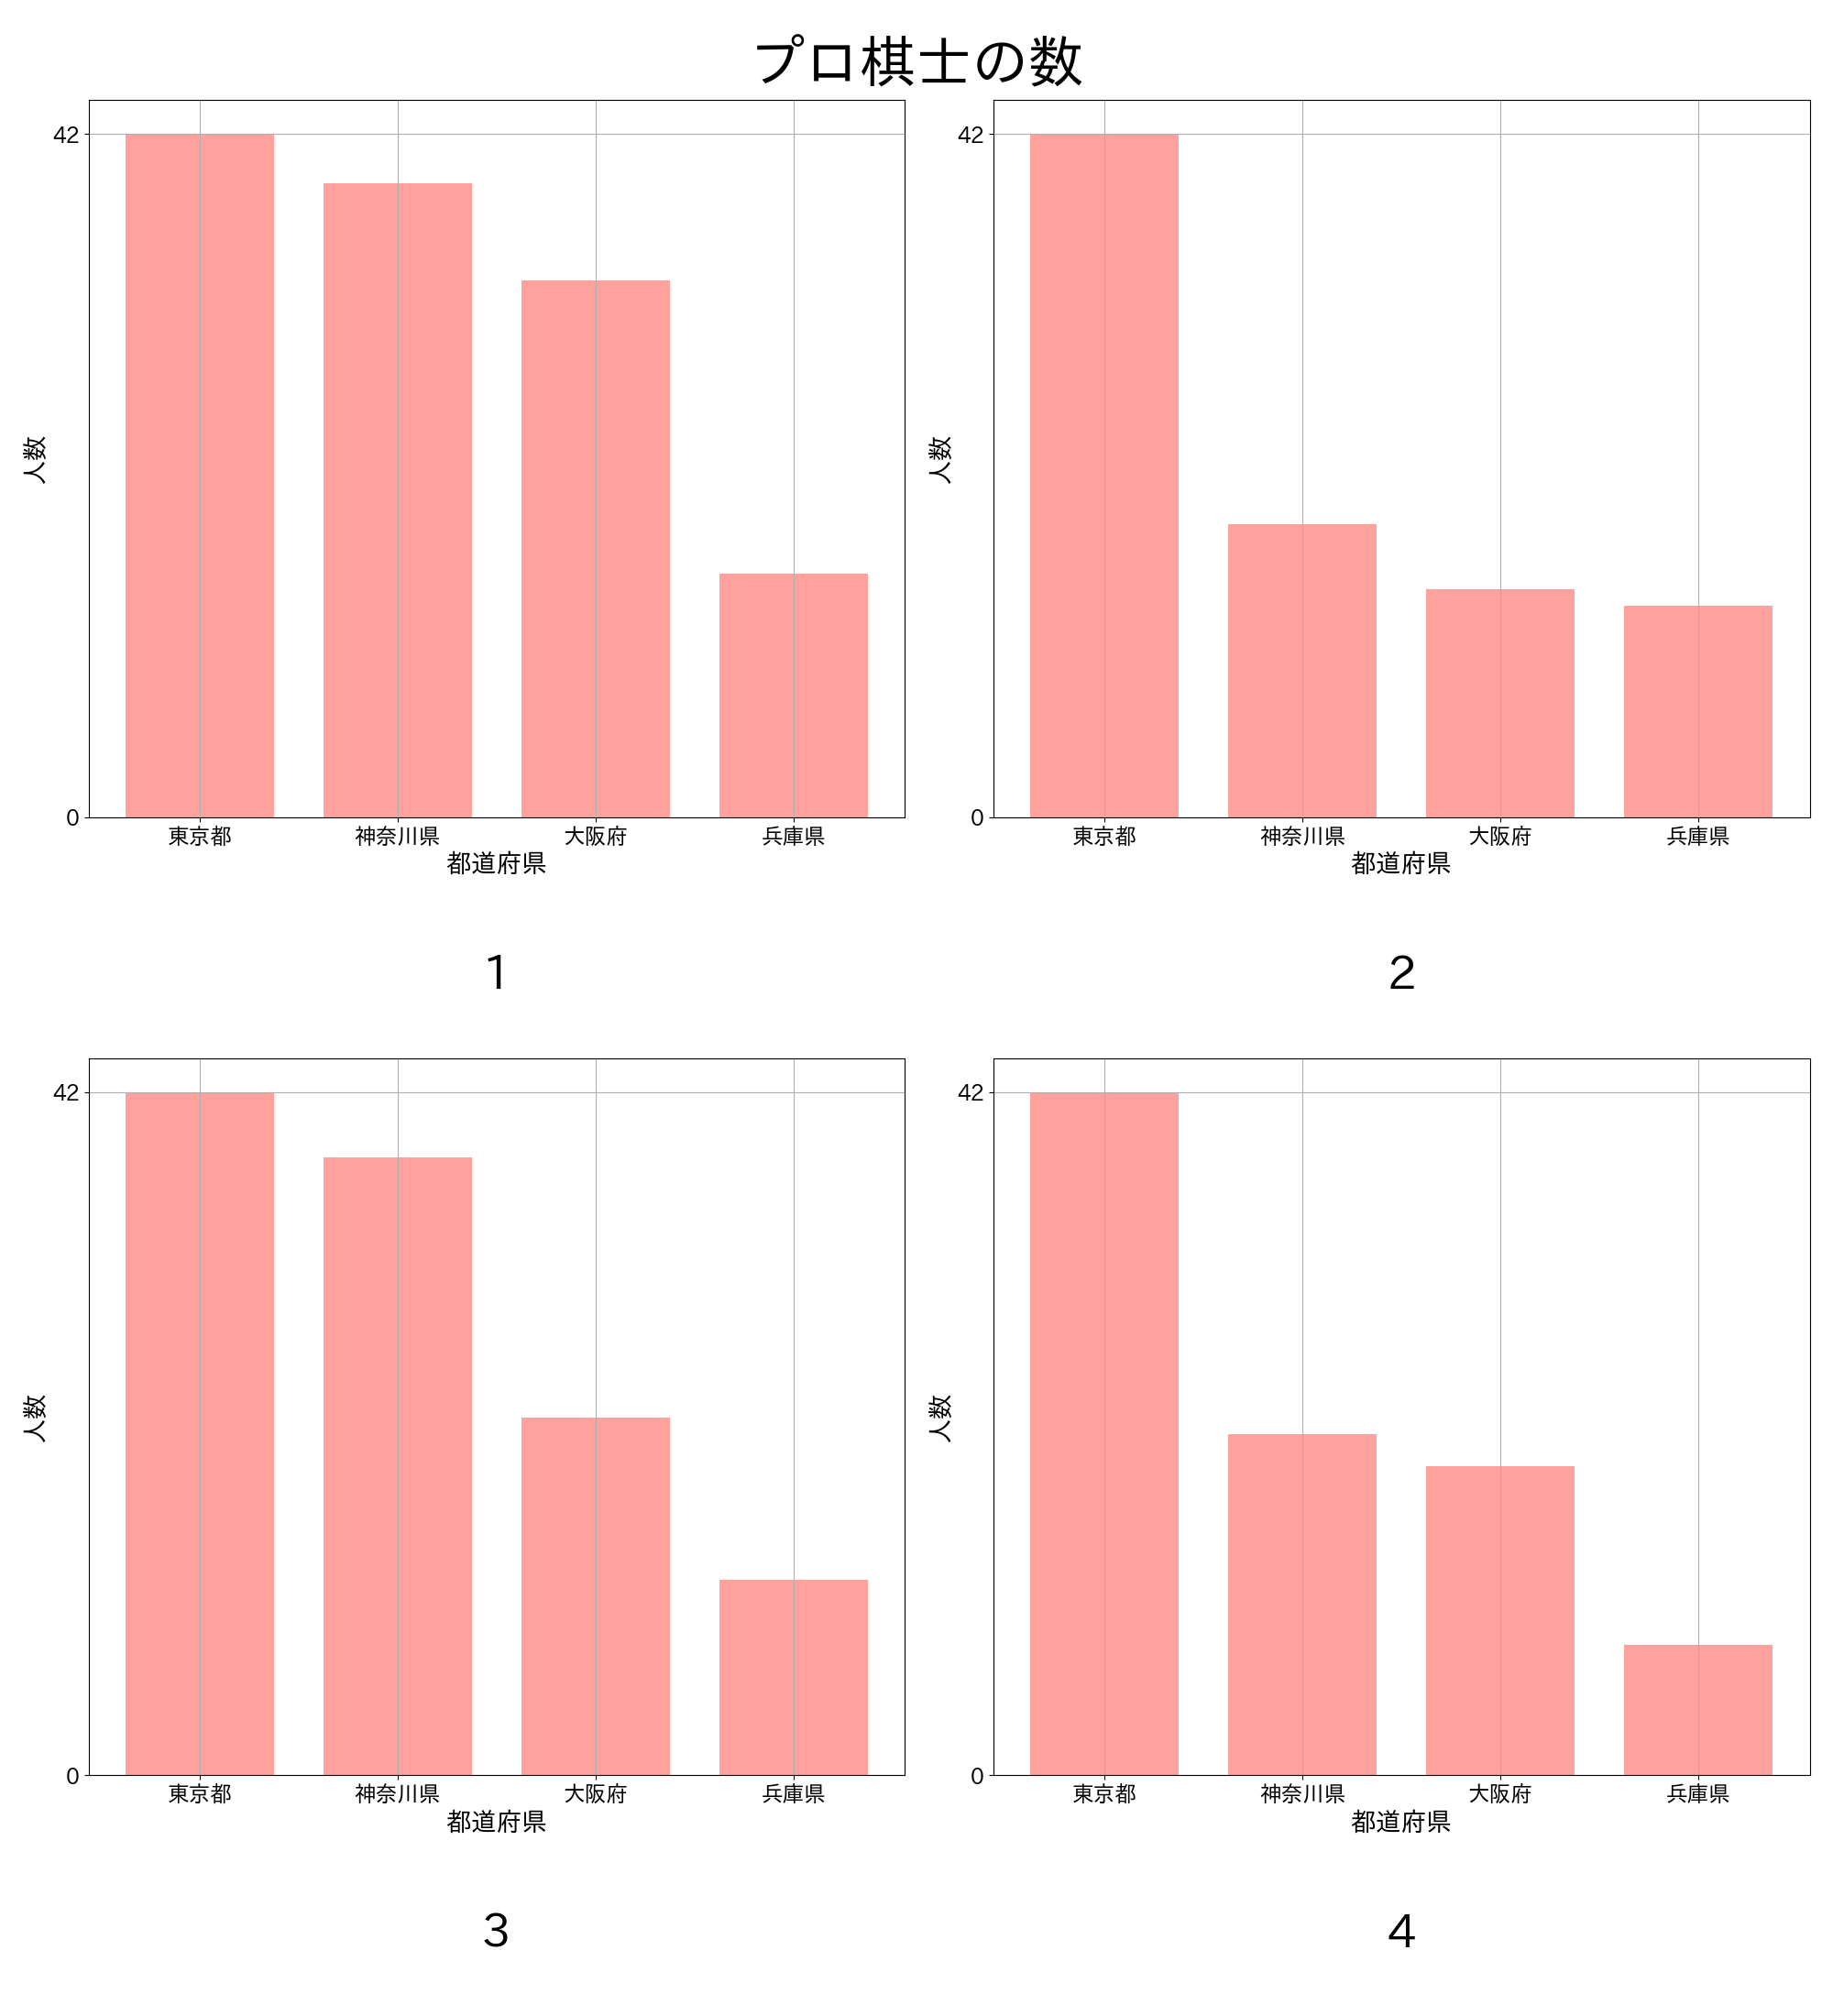 プロ棋士の数
42
0
人数
東京都 神奈川県 大阪府 兵庫県
都道府県
1
42
0
人数
東京都 神奈川県 大阪府 兵庫県
都道府県
2
42
0
人数
東京都 神奈川県 大阪府 兵庫県
都道府県
3
42
0
人数
東京都 神奈川県 大阪府 兵庫県
都道府県
4